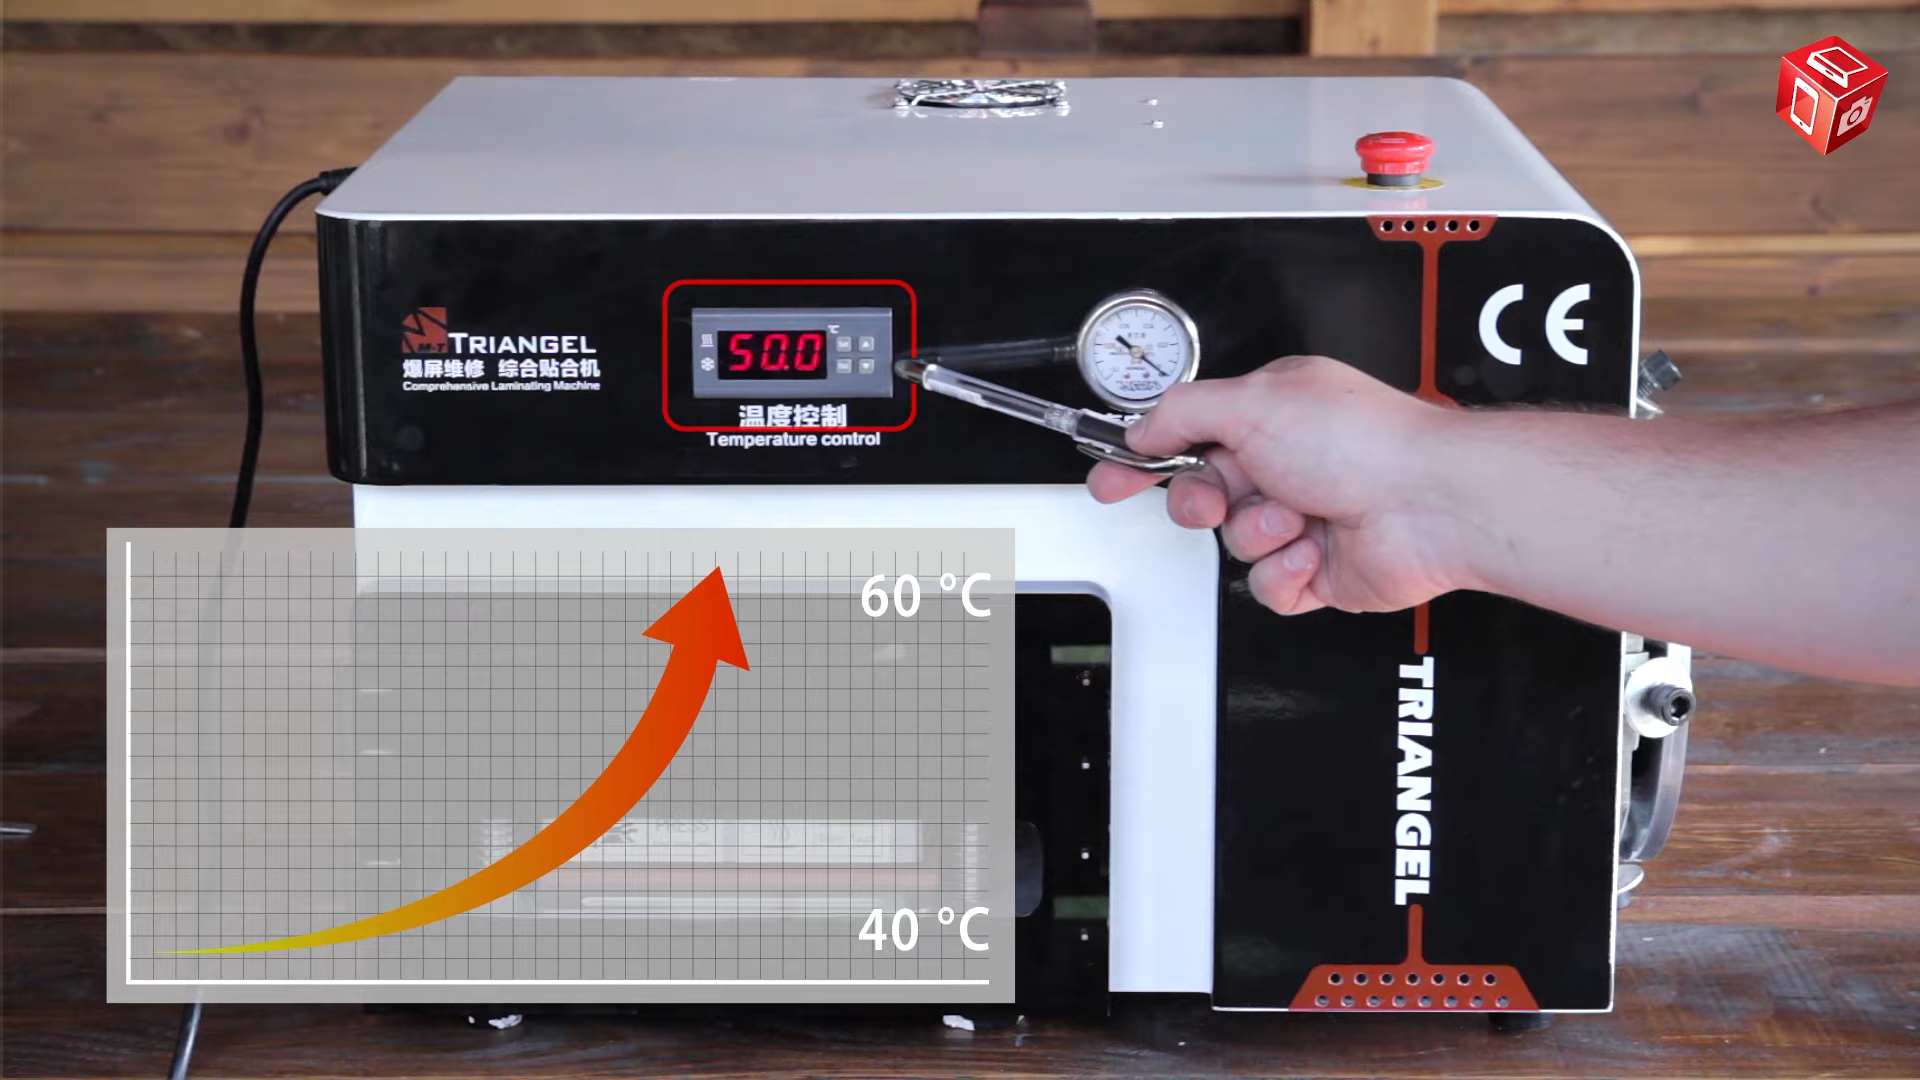 M-T
TRIANGEL
爆屏维修 综合贴合机
Comprehensive Laminating Machine
50.0
℃
温度控制
Temperature control
CE
60 °C
PRESS
40 °C
TRIANGEL